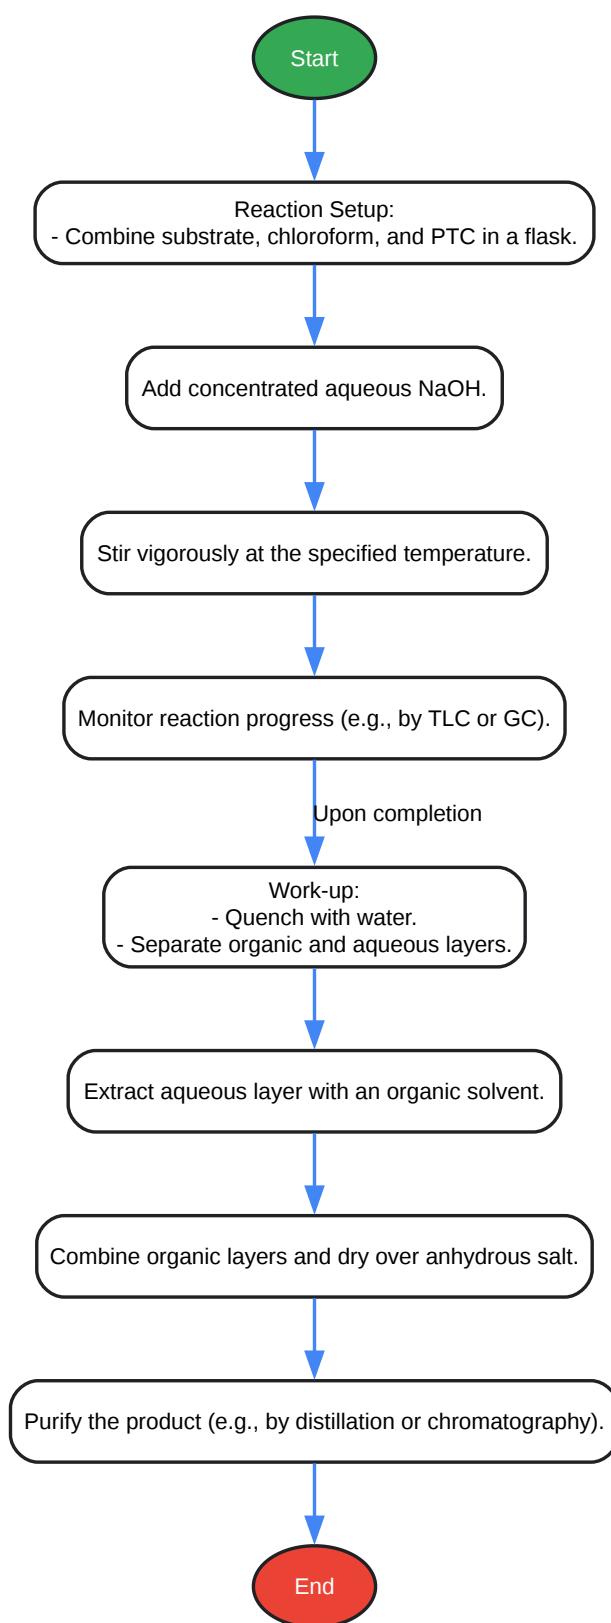 Start
Reaction Setup:
- Combine substrate, chloroform, and PTC in a flask.
Add concentrated aqueous NaOH.
Stir vigorously at the specified temperature.
Monitor reaction progress (e.g., by TLC or GC).
Upon completion
Work-up:
- Quench with water.
- Separate organic and aqueous layers.
Extract aqueous layer with an organic solvent.
Combine organic layers and dry over anhydrous salt.
Purify the product (e.g., by distillation or chromatography).
End